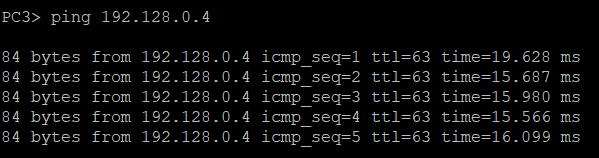 PC3> ping 192.128.0.4
84 bytes from 192.128.0.4 icmp_seq=1 ttl=63 time=19.628 ms
84 bytes from 192.128.0.4 icmp_seq=2 ttl=63 time=15.687 ms
84 bytes from 192.128.0.4 icmp_seq=3 ttl=63 time=15.980 ms
84 bytes from 192.128.0.4 icmp_seq=4 ttl=63 time=15.566 ms
84 bytes from 192.128.0.4 icmp_seq=5 ttl=63 time=16.099 ms